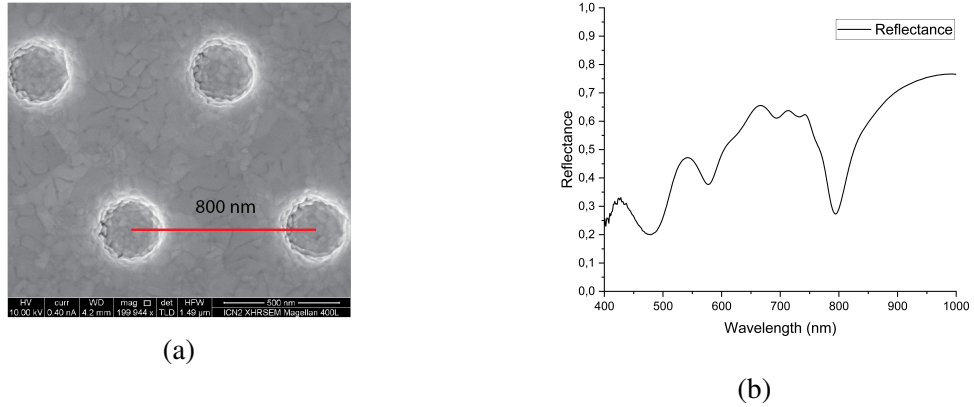 800 nm
HV curr WD mag □ det HFW 500 nm
10.00 kV 0.40 nA 4.2 mm 199 944 x TLD 1.49 µm ICN2 XHRSEM Magellan 400L
(a)
1,0
0,9
0,8
0,7
0,6
0,5
0,4
0,3
0,2
0,1
0,0
Reflectance
Reflectance
400 500 600 700 800 900 1000
Wavelength (nm)
(b)